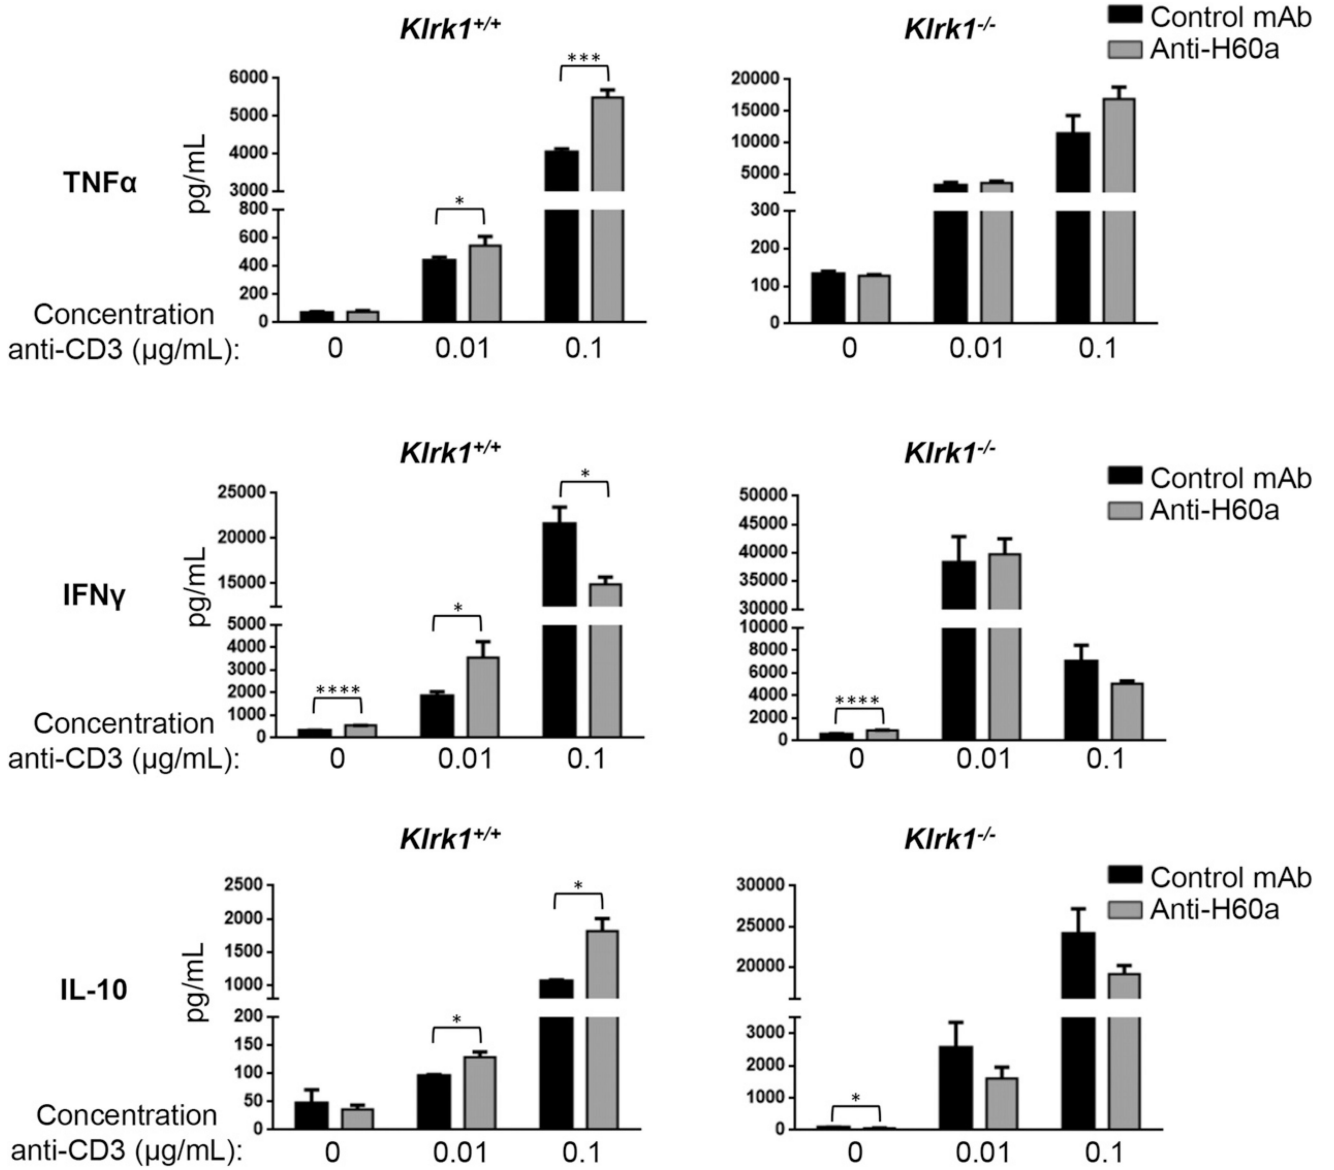 Klrk1+/+
Klrk1-/-
Control mAb
Anti-H60a
***
*
6000
5000
4000
3000
800
600
400
200
0
20000
15000
10000
5000
300
200
100
0
TNFα
pg/mL
Concentration
anti-CD3 (µg/mL):
0 0.01 0.1
0 0.01 0.1
Klrk1+/+
Klrk1-/-
Control mAb
Anti-H60a
*
*
****
****
25000
20000
15000
5000
4000
3000
2000
1000
0
50000
45000
40000
35000
30000
10000
8000
6000
4000
2000
0
IFNγ
pg/mL
Concentration
anti-CD3 (µg/mL):
0 0.01 0.1
0 0.01 0.1
Klrk1+/+
Klrk1-/-
Control mAb
Anti-H60a
*
*
*
2500
2000
1500
1000
200
150
100
50
0
30000
25000
20000
3000
2000
1000
0
IL-10
pg/mL
Concentration
anti-CD3 (µg/mL):
0 0.01 0.1
0 0.01 0.1